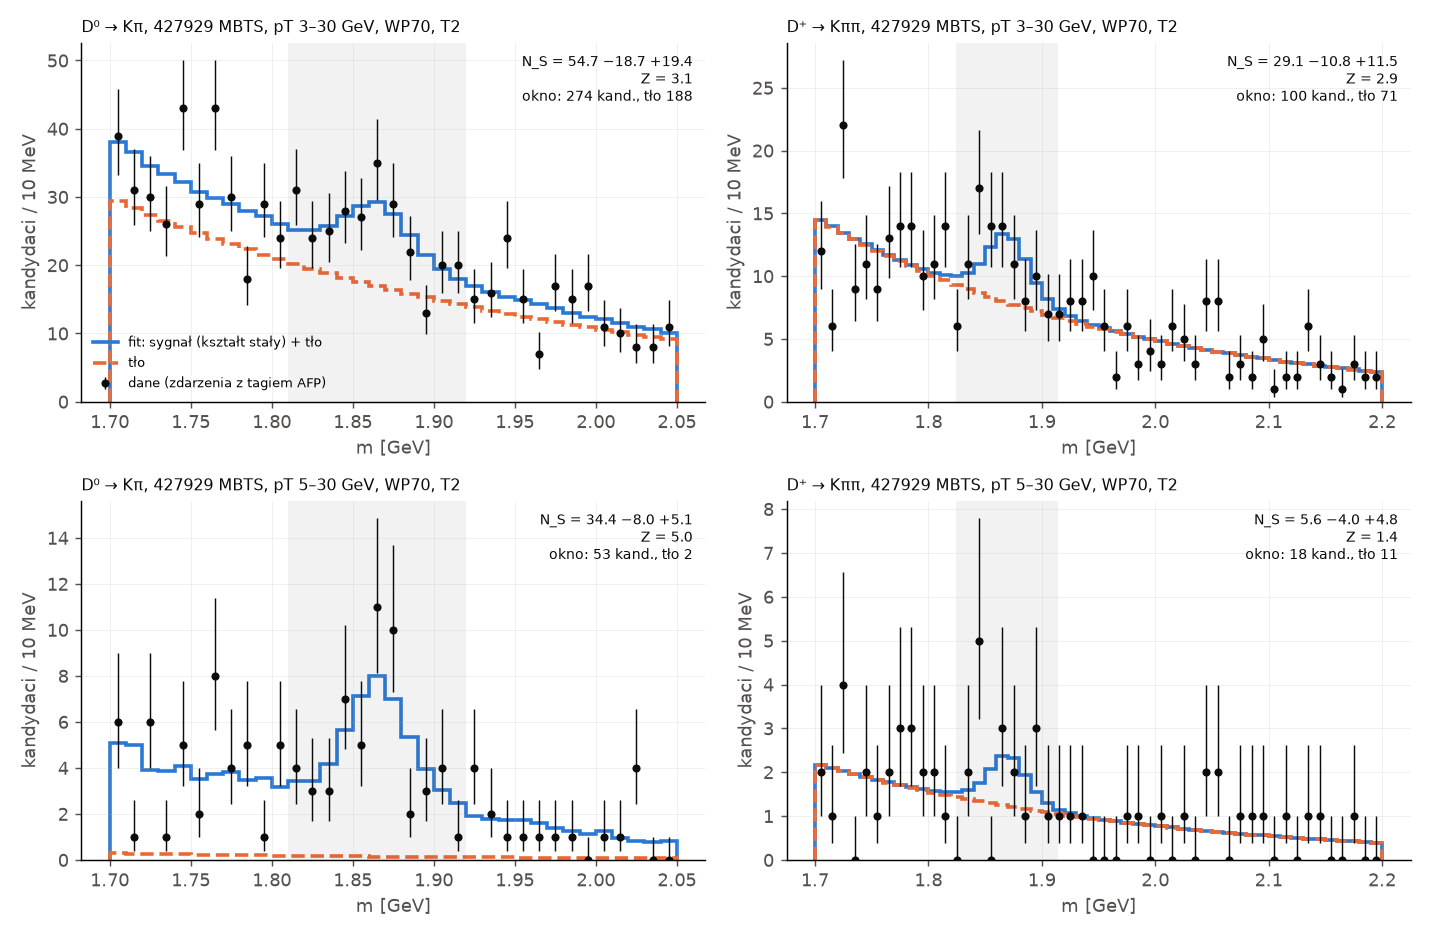 D⁰ → Kπ, 427929 MBTS, pT 3–30 GeV, WP70, T2
N_S = 54.7 −18.7 +19.4
Z = 3.1
okno: 274 kand., tło 188
kandydaci / 10 MeV
50
40
30
20
10
0
fit: sygnał (kształt stały) + tło
tło
dane (zdarzenia z tagiem AFP)
1.70 1.75 1.80 1.85 1.90 1.95 2.00 2.05
m [GeV]
D⁺ → Kππ, 427929 MBTS, pT 3–30 GeV, WP70, T2
N_S = 29.1 −10.8 +11.5
Z = 2.9
okno: 100 kand., tło 71
kandydaci / 10 MeV
25
20
15
10
5
0
1.7 1.8 1.9 2.0 2.1 2.2
m [GeV]
D⁰ → Kπ, 427929 MBTS, pT 5–30 GeV, WP70, T2
N_S = 34.4 −8.0 +5.1
Z = 5.0
okno: 53 kand., tło 2
kandydaci / 10 MeV
14
12
10
8
6
4
2
0
1.70 1.75 1.80 1.85 1.90 1.95 2.00 2.05
m [GeV]
D⁺ → Kππ, 427929 MBTS, pT 5–30 GeV, WP70, T2
N_S = 5.6 −4.0 +4.8
Z = 1.4
okno: 18 kand., tło 11
kandydaci / 10 MeV
8
7
6
5
4
3
2
1
0
1.7 1.8 1.9 2.0 2.1 2.2
m [GeV]